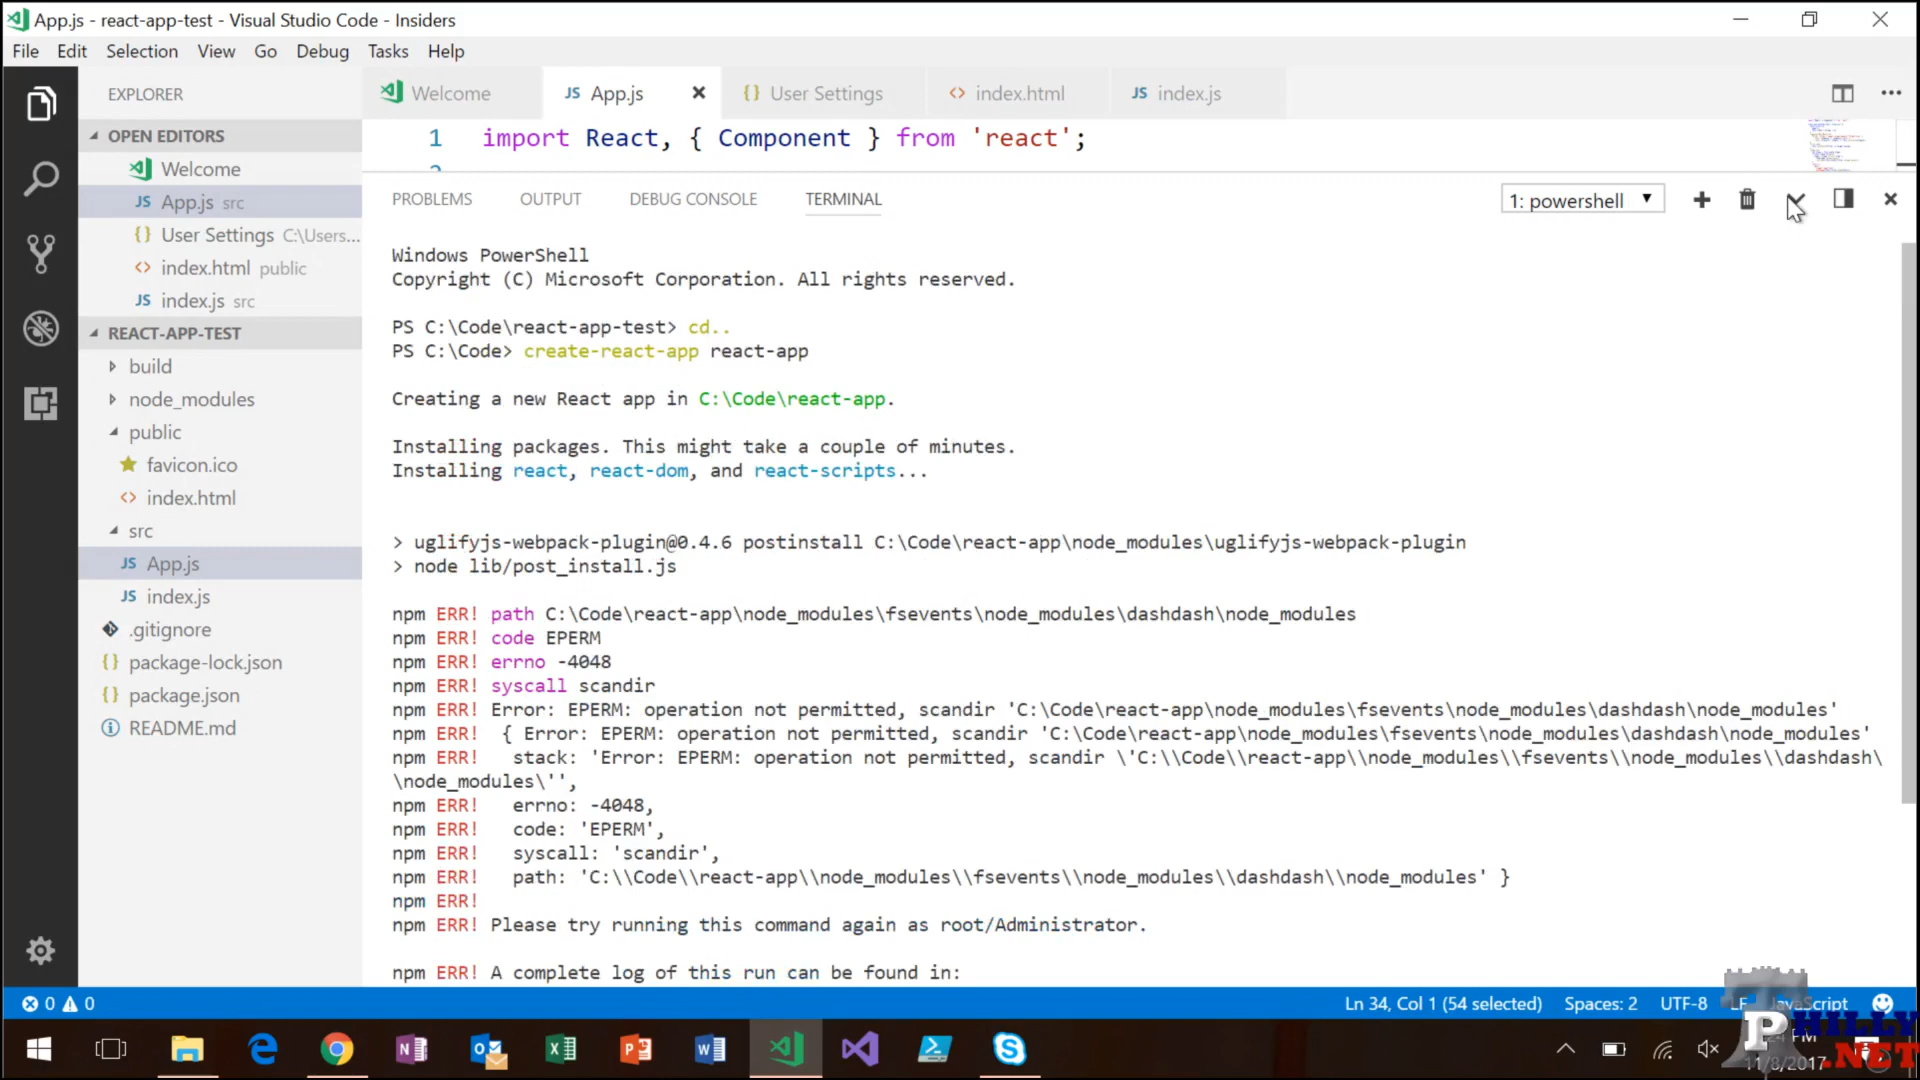 App.js - react-app-test - Visual Studio Code - Insiders
File Edit Selection View Go Debug Tasks Help
EXPLORER
OPEN EDITORS
Welcome
App.js src
User Settings C:\Users...
index.html public
index.js src
REACT-APP-TEST
build
node_modules
public
favicon.ico
index.html
src
App.js
index.js
.gitignore
package-lock.json
package.json
README.md
Welcome App.js User Settings index.html index.js
1 import React, { Component } from 'react';
PROBLEMS OUTPUT DEBUG CONSOLE TERMINAL 1: powershell
Windows PowerShell
Copyright (C) Microsoft Corporation. All rights reserved.
PS C:\Code\react-app-test> cd..
PS C:\Code> create-react-app react-app
Creating a new React app in C:\Code\react-app.
Installing packages. This might take a couple of minutes.
Installing react, react-dom, and react-scripts...
> uglifyjs-webpack-plugin@0.4.6 postinstall C:\Code\react-app\node_modules\uglifyjs-webpack-plugin
> node lib/post_install.js
npm ERR! path C:\Code\react-app\node_modules\fsevents\node_modules\dashdash\node_modules
npm ERR! code EPERM
npm ERR! errno -4048
npm ERR! syscall scandir
npm ERR! Error: EPERM: operation not permitted, scandir 'C:\Code\react-app\node_modules\fsevents\node_modules\dashdash\node_modules'
npm ERR! { Error: EPERM: operation not permitted, scandir 'C:\Code\react-app\node_modules\fsevents\node_modules\dashdash\node_modules'
npm ERR! stack: 'Error: EPERM: operation not permitted, scandir \'C:\\Code\\react-app\\node_modules\\fsevents\\node_modules\\dashdash\
\node_modules\'',
npm ERR! errno: -4048,
npm ERR! code: 'EPERM',
npm ERR! syscall: 'scandir',
npm ERR! path: 'C:\\Code\\react-app\\node_modules\\fsevents\\node_modules\\dashdash\\node_modules' }
npm ERR!
npm ERR! Please try running this command again as root/Administrator.
npm ERR! A complete log of this run can be found in:
0 0 Ln 34, Col 1 (54 selected) Spaces: 2 UTF-8 LF JavaScript
PHILLY
.NET
PM
11/8/2017